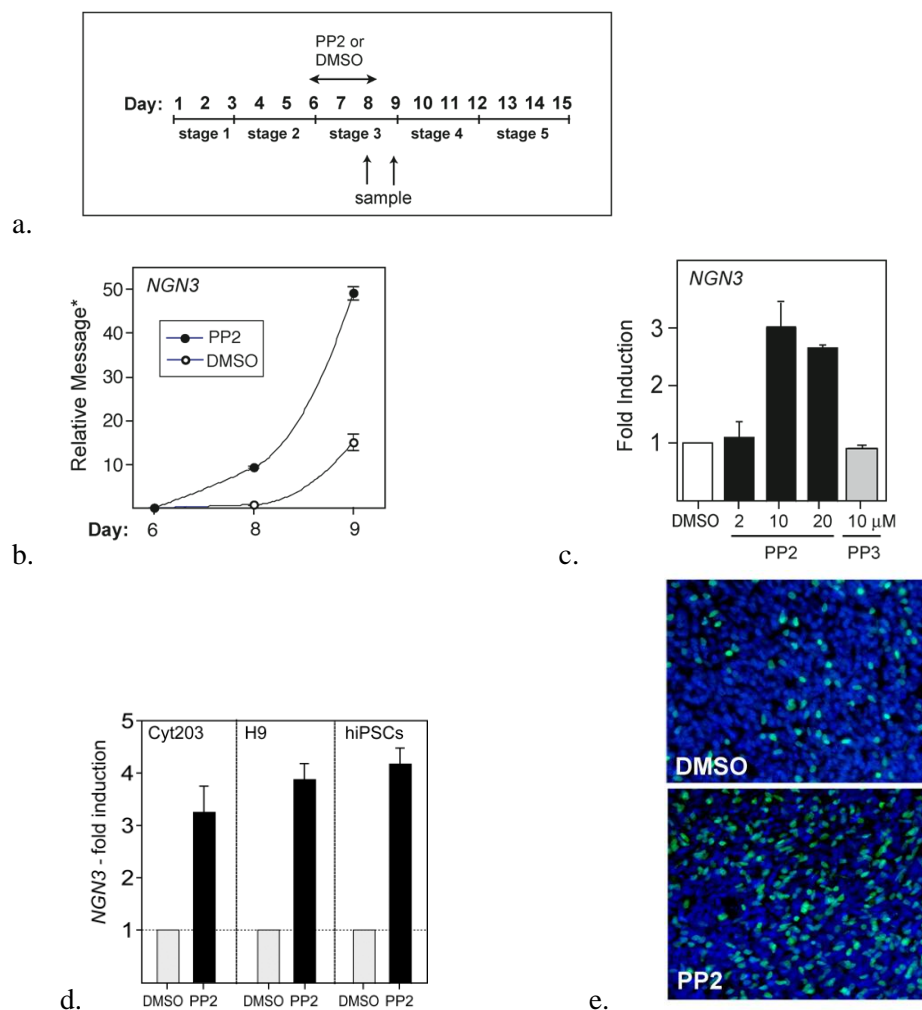 PP2 or
DMSO
Day: 1 2 3 4 5 6 7 8 9 10 11 12 13 14 15
stage 1 stage 2 stage 3 stage 4 stage 5
sample
a.
NGN3
Relative Message*
50
40
30
20
10
PP2
DMSO
Day: 6 8 9
b.
NGN3
Fold Induction
3
2
1
DMSO 2 10 20 10 µM
PP2 PP3
c.
NGN3 - fold induction
5
4
3
2
1
Cyt203 H9 hiPSCs
DMSO PP2 DMSO PP2 DMSO PP2
d.
DMSO
PP2
e.